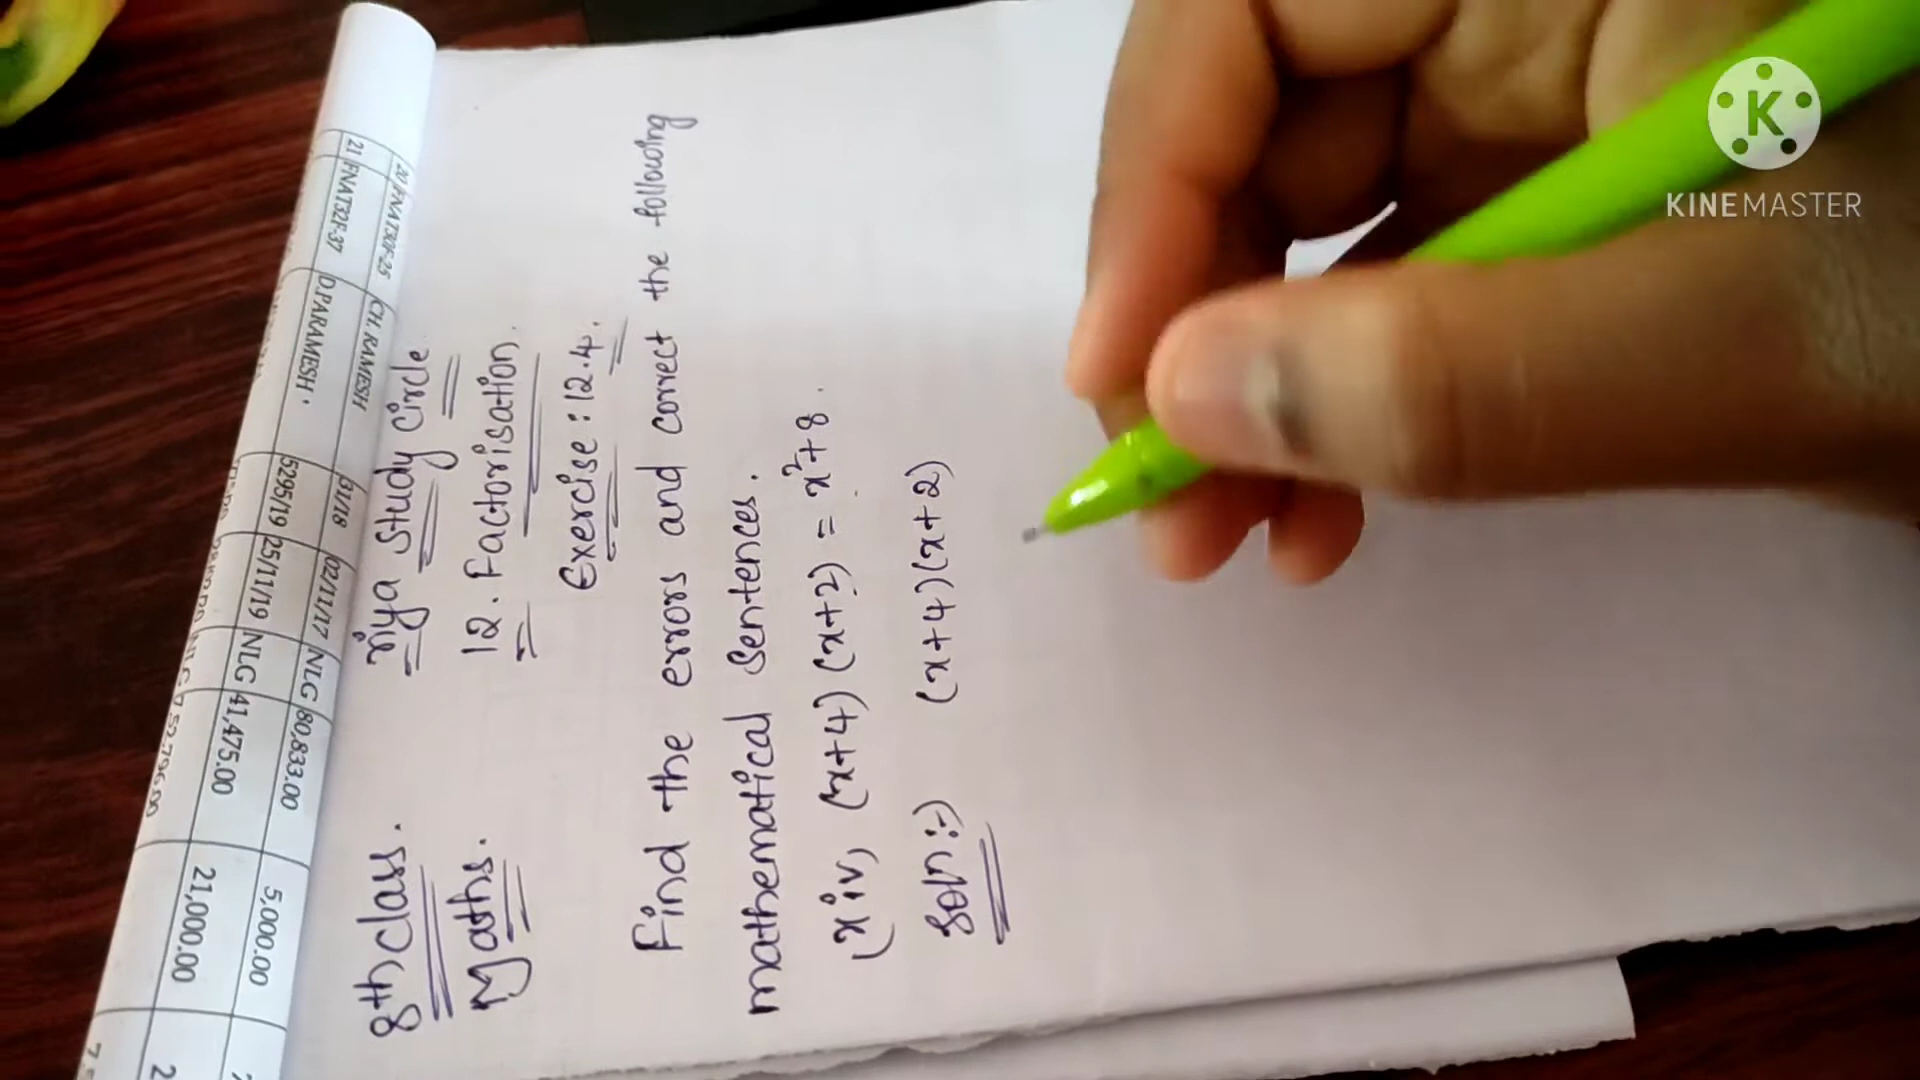 8th class.
riya study circle
Maths.
12. Factorisation.
Exercise: 12.4.
Find the errors and correct the following
mathematical sentences.
(xiv) (x+4) (x+2) = x²+8.
Soln:-) (x+4)(x+2)
KINEMASTER
20 FNAT30F-25 CH. RAMESH 31/18 02/11/17 NLG 80,833.00 5,000.00
21 FNAT32F-37 D.PARAMESH 5295/19 25/11/19 NLG 41,475.00 21,000.00